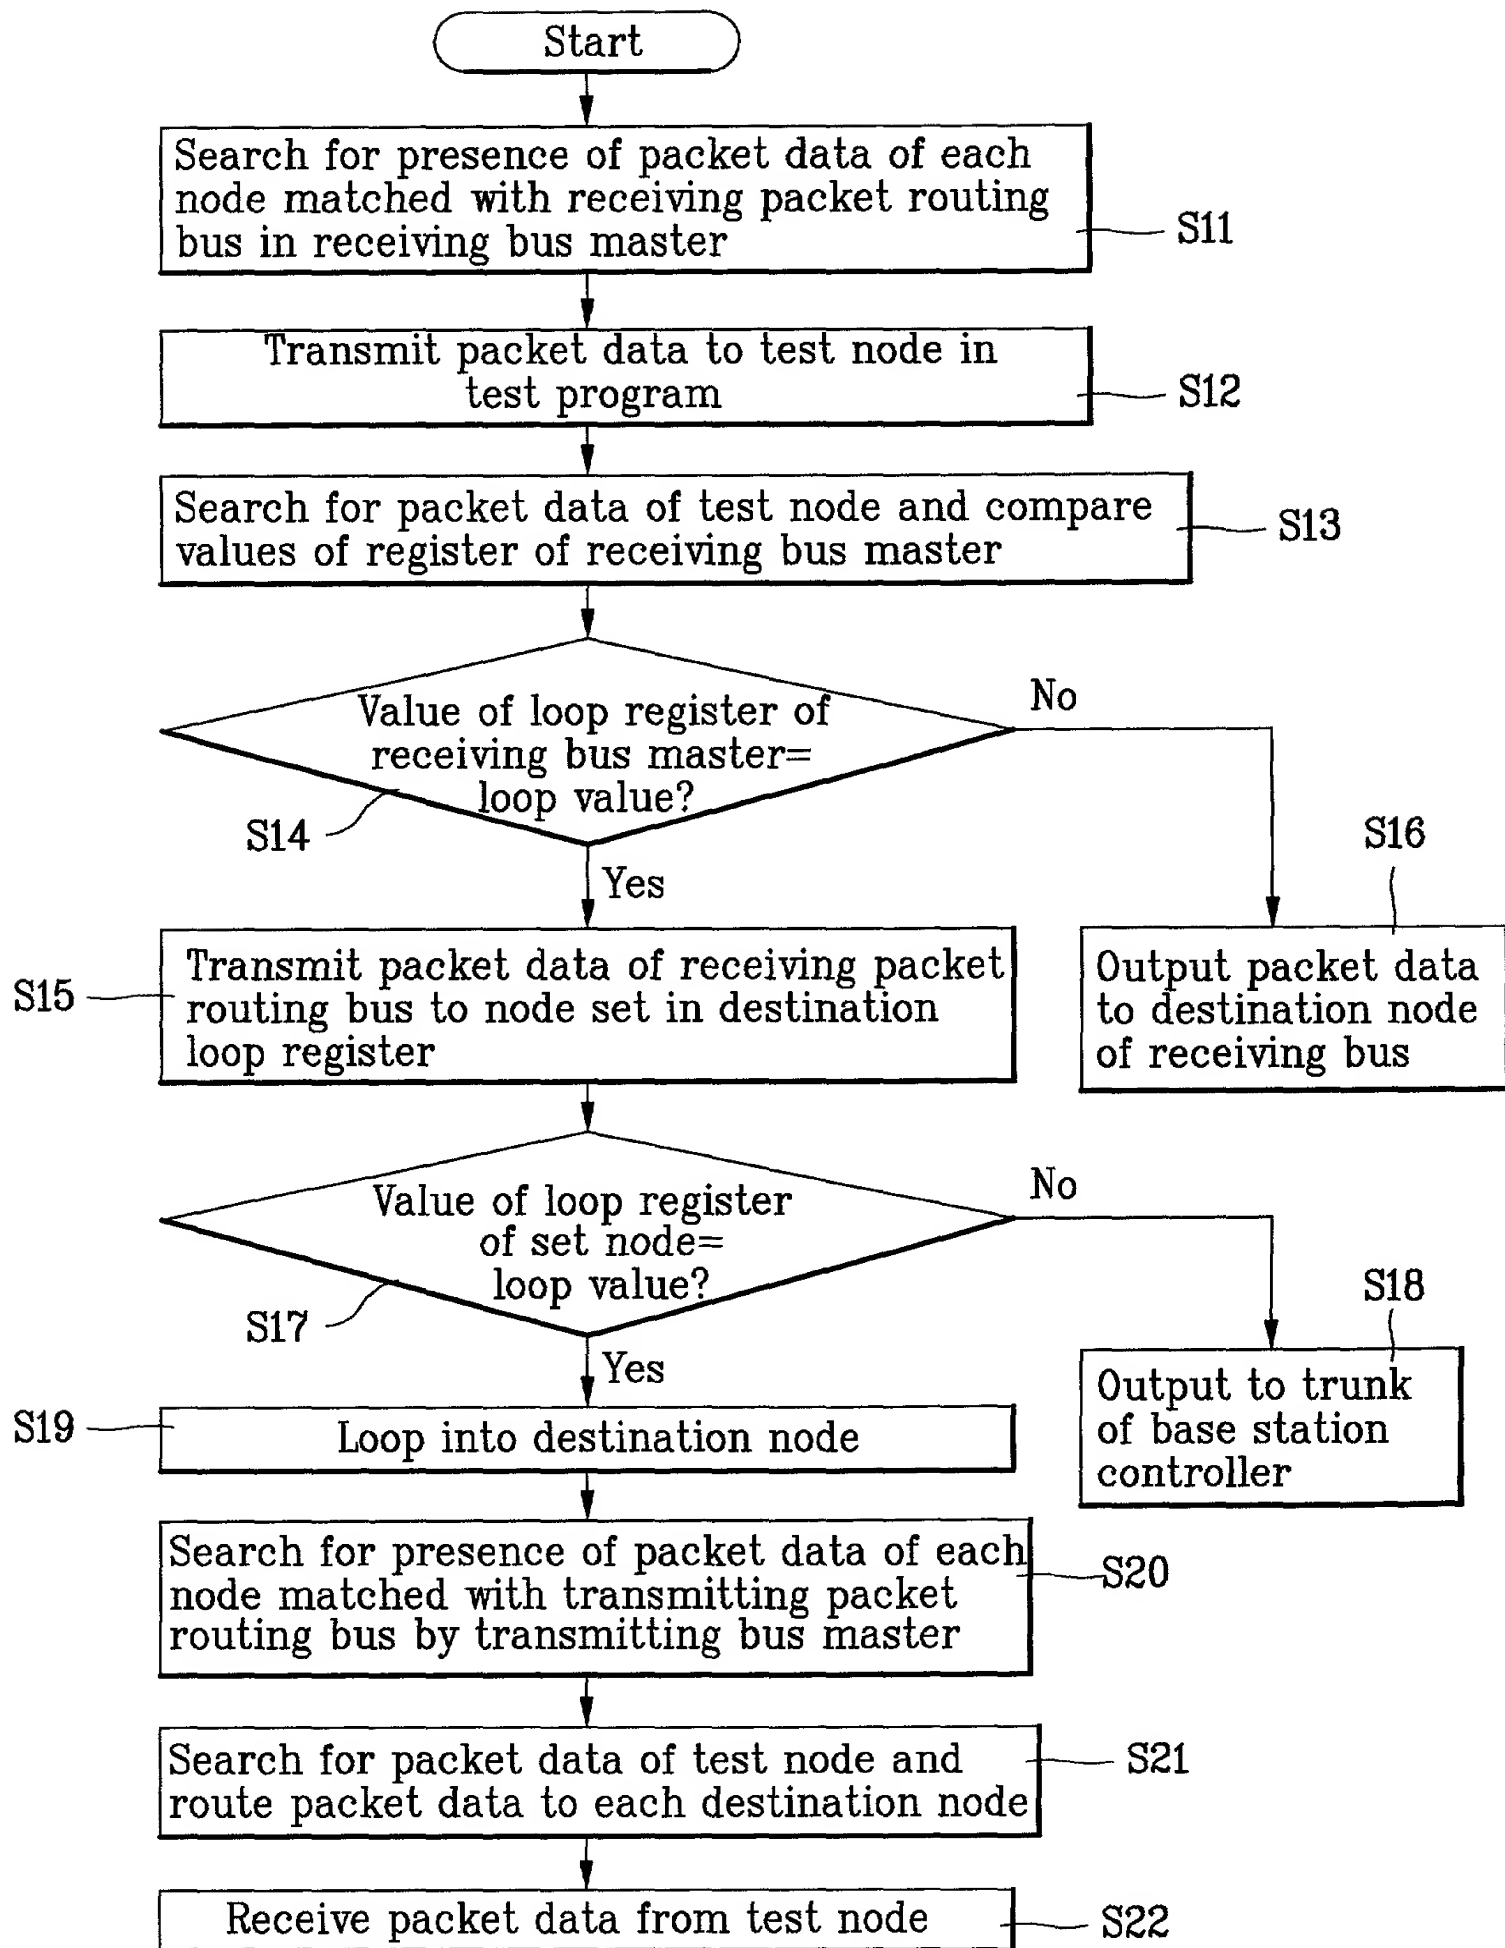 Start
Search for presence of packet data of each
node matched with receiving packet routing
bus in receiving bus master
S11
Transmit packet data to test node in
test program
S12
Search for packet data of test node and compare
values of register of receiving bus master
S13
Value of loop register of
receiving bus master=
loop value?
S14
No
Yes
S15
Transmit packet data of receiving packet
routing bus to node set in destination
loop register
S16
Output packet data
to destination node
of receiving bus
Value of loop register
of set node=
loop value?
S17
No
Yes
S18
Output to trunk
of base station
controller
S19
Loop into destination node
Search for presence of packet data of each
node matched with transmitting packet
routing bus by transmitting bus master
S20
Search for packet data of test node and
route packet data to each destination node
S21
Receive packet data from test node
S22